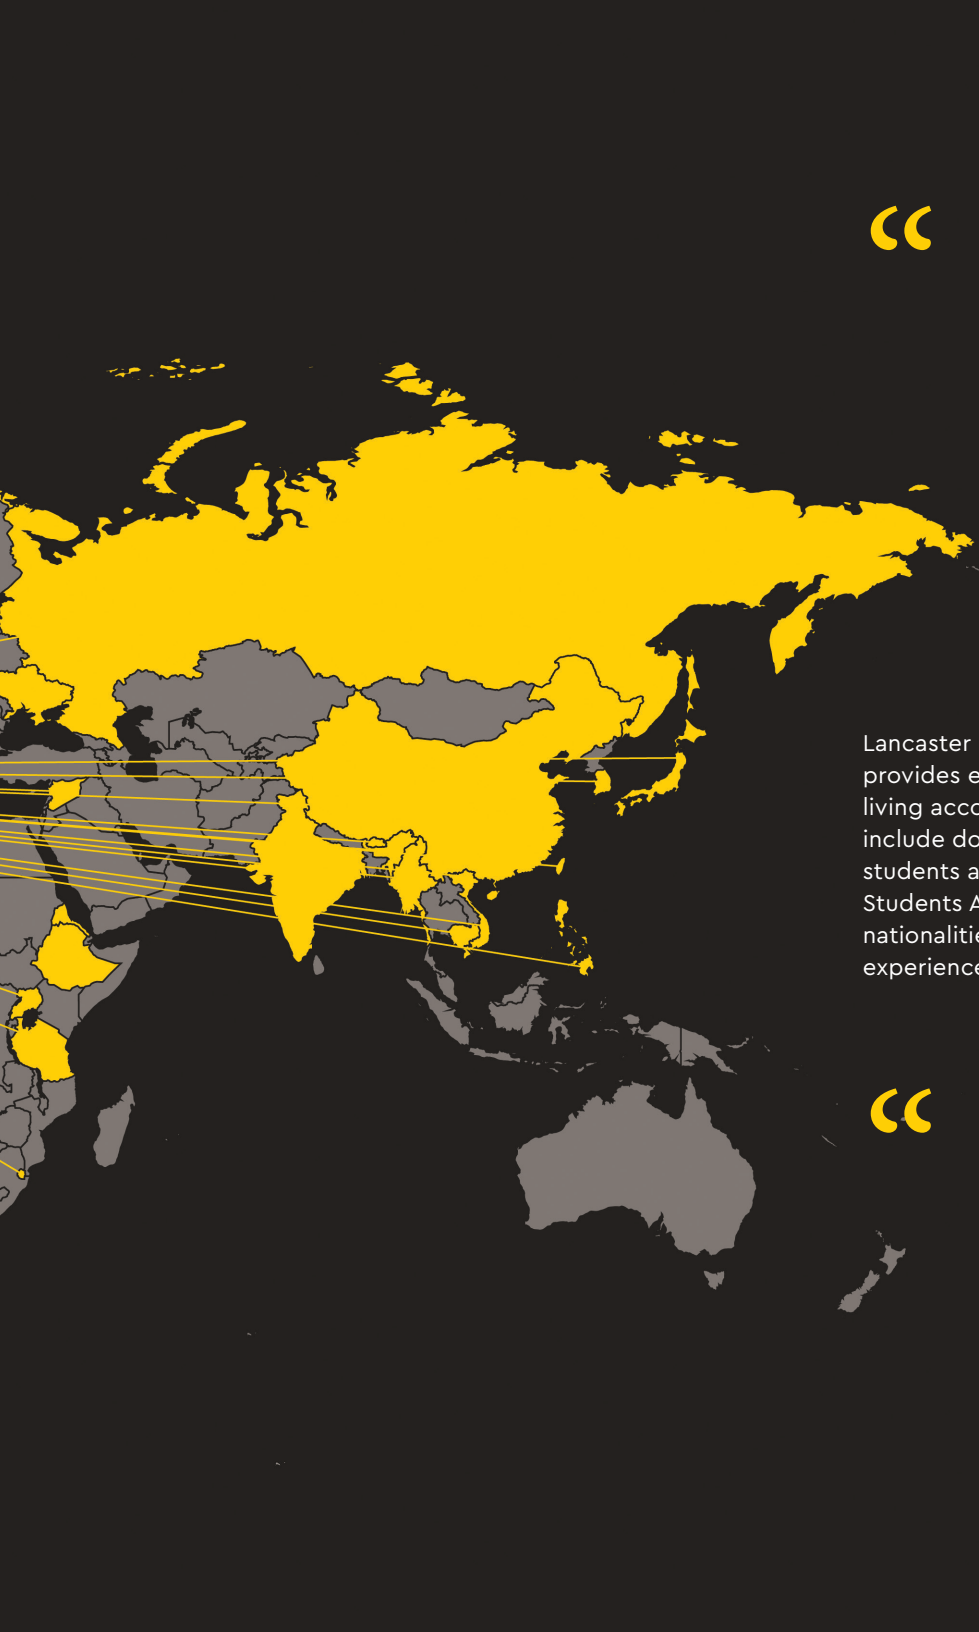 “
Lancaster
provides e
living acco
include do
students a
Students A
nationalitie
experience
“